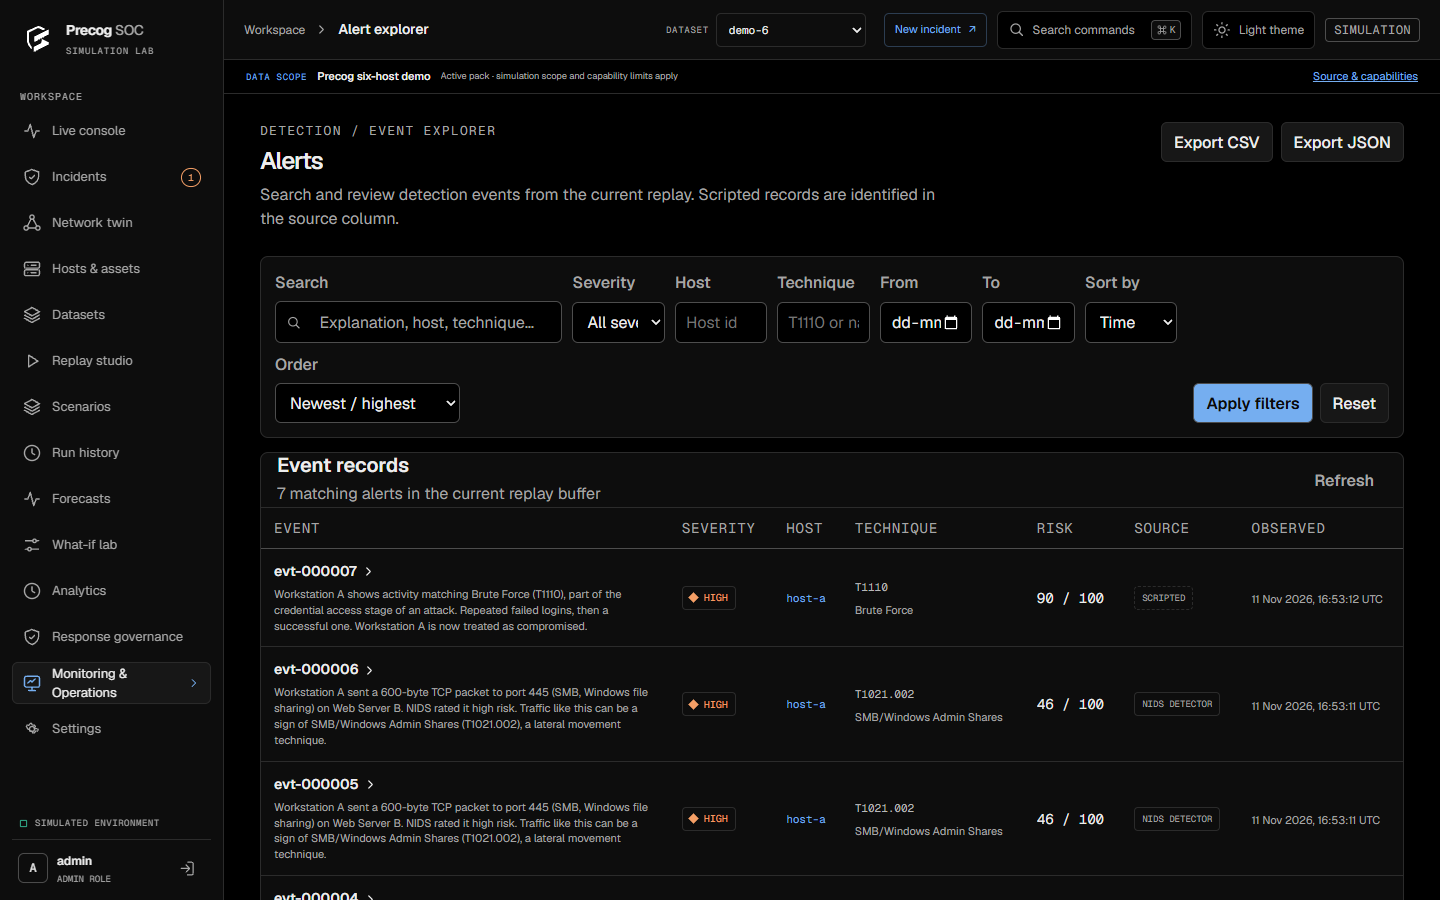 Precog SOC
SIMULATION LAB
WORKSPACE
Live console
Incidents
1
Network twin
Hosts & assets
Datasets
Replay studio
Scenarios
Run history
Forecasts
What-if lab
Analytics
Response governance
Monitoring &
Operations
Settings
SIMULATED ENVIRONMENT
A
admin
ADMIN ROLE
Workspace > Alert explorer
DATASET
demo-6
New incident ↗
Search commands
⌘ K
Light theme
SIMULATION
DATA SCOPE Precog six-host demo Active pack · simulation scope and capability limits apply
Source & capabilities
DETECTION / EVENT EXPLORER
Alerts
Search and review detection events from the current replay. Scripted records are identified in
the source column.
Export CSV
Export JSON
Search
Explanation, host, technique...
Severity
All seve
Host
Host id
Technique
T1110 or na
From
dd-mn
To
dd-mn
Sort by
Time
Order
Newest / highest
Apply filters
Reset
Event records
7 matching alerts in the current replay buffer
Refresh
EVENT SEVERITY HOST TECHNIQUE RISK SOURCE OBSERVED
evt-000007 >
Workstation A shows activity matching Brute Force (T1110), part of the
credential access stage of an attack. Repeated failed logins, then a
successful one. Workstation A is now treated as compromised.
HIGH
host-a
T1110
Brute Force
90 / 100
SCRIPTED
11 Nov 2026, 16:53:12 UTC
evt-000006 >
Workstation A sent a 600-byte TCP packet to port 445 (SMB, Windows file
sharing) on Web Server B. NIDS rated it high risk. Traffic like this can be a
sign of SMB/Windows Admin Shares (T1021.002), a lateral movement
technique.
HIGH
host-a
T1021.002
SMB/Windows Admin Shares
46 / 100
NIDS DETECTOR
11 Nov 2026, 16:53:11 UTC
evt-000005 >
Workstation A sent a 600-byte TCP packet to port 445 (SMB, Windows file
sharing) on Web Server B. NIDS rated it high risk. Traffic like this can be a
sign of SMB/Windows Admin Shares (T1021.002), a lateral movement
technique.
HIGH
host-a
T1021.002
SMB/Windows Admin Shares
46 / 100
NIDS DETECTOR
11 Nov 2026, 16:53:11 UTC
evt-000004 >